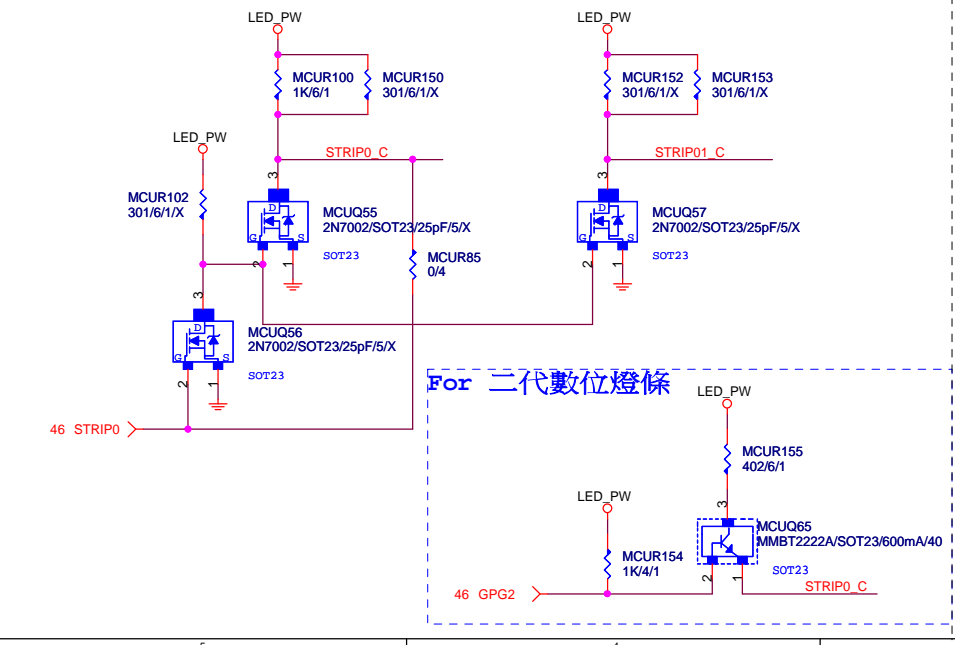 LED_PW
MCUR100
1K/6/1
MCUR150
301/6/1/X
STRIP0_C
LED_PW
MCUR102
301/6/1/X
3
D
G
S
2
1
MCUQ55
2N7002/SOT23/25pF/5/X
SOT23
MCUR85
0/4
3
D
G
S
2
1
MCUQ56
2N7002/SOT23/25pF/5/X
SOT23
46 STRIP0
LED_PW
MCUR152
301/6/1/X
MCUR153
301/6/1/X
STRIP01_C
3
D
G
S
2
1
MCUQ57
2N7002/SOT23/25pF/5/X
SOT23
For 二代數位燈條
LED_PW
MCUR155
402/6/1
LED_PW
MCUR154
1K/4/1
46 GPG2
3
2
1
MCUQ65
MMBT2222A/SOT23/600mA/40
SOT23
STRIP0_C